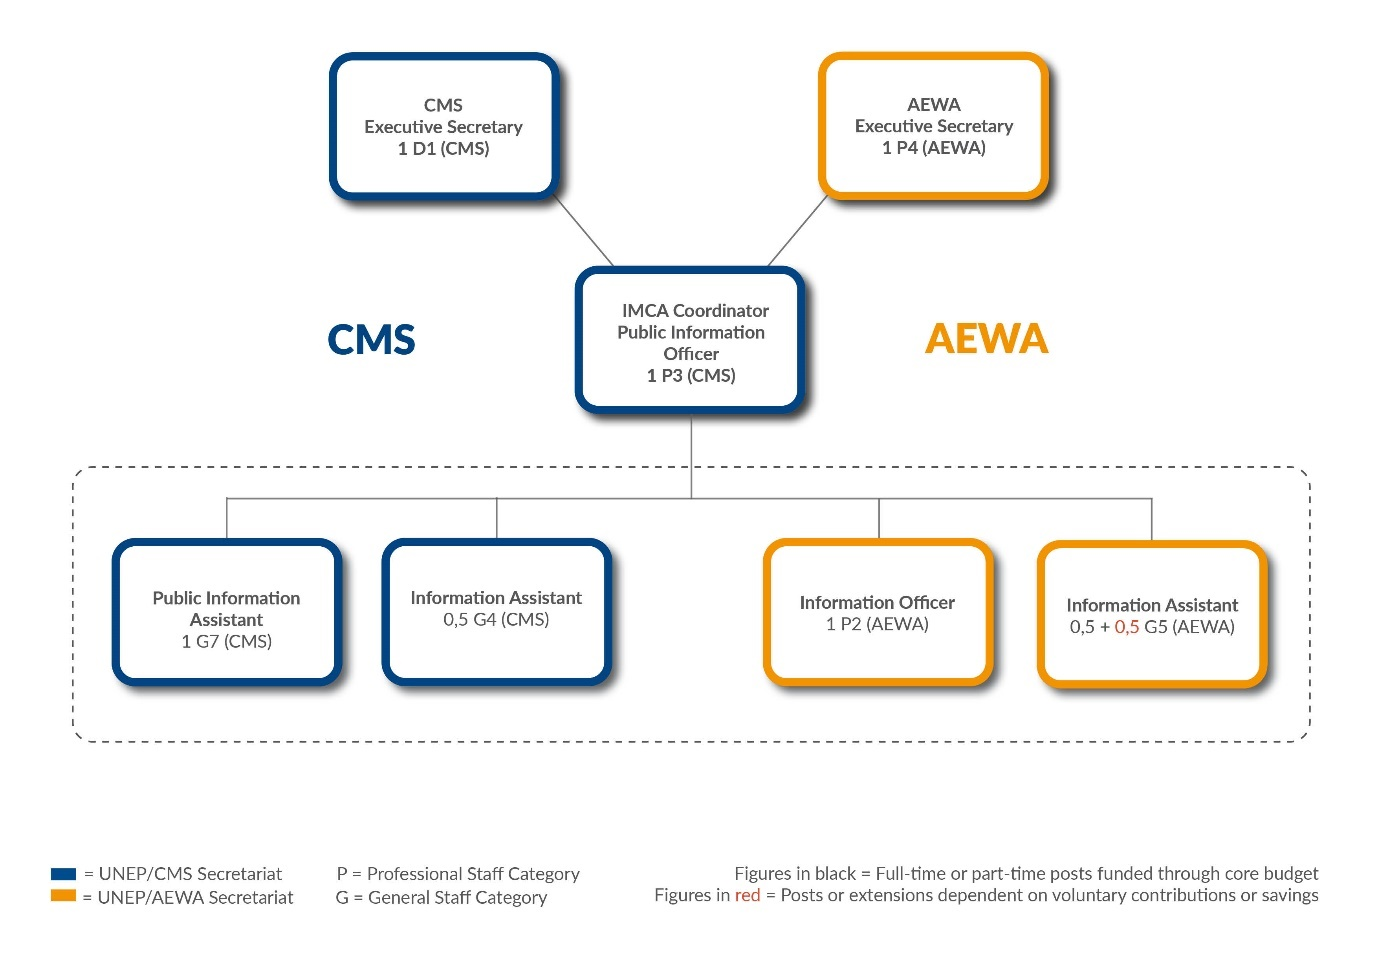 CMS
Executive Secretary
1 D1 (CMS)
AEWA
Executive Secretary
1 P4 (AEWA)
IMCA Coordinator
Public Information
Officer
1 P3 (CMS)
CMS
AEWA
Public Information
Assistant
1 G7 (CMS)
Information Assistant
0,5 G4 (CMS)
Information Officer
1 P2 (AEWA)
Information Assistant
0,5 + 0,5 G5 (AEWA)
= UNEP/CMS Secretariat
= UNEP/AEWA Secretariat
P = Professional Staff Category
G = General Staff Category
Figures in black = Full-time or part-time posts funded through core budget
Figures in red = Posts or extensions dependent on voluntary contributions or savings